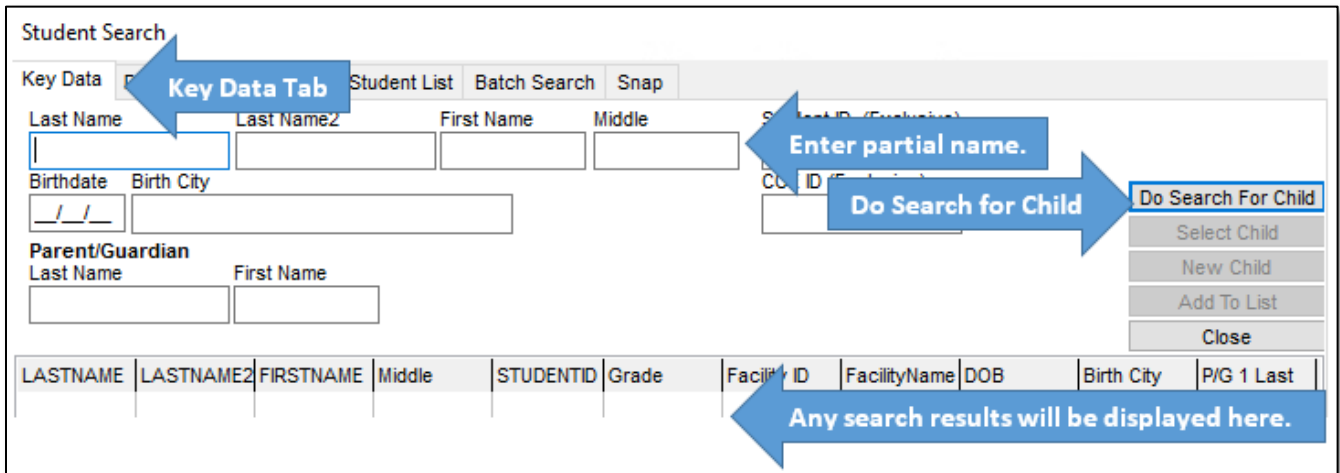 Student Search
Key Data Student List Batch Search Snap
Key Data Tab
Last Name Last Name2 First Name Middle
Enter partial name.
Birthdate Birth City ID
__/__/__
Do Search for Child
Do Search For Child
Select Child
New Child
Add To List
Close
Parent/Guardian
Last Name First Name
LASTNAME LASTNAME2 FIRSTNAME Middle STUDENTID Grade Facility ID FacilityName DOB Birth City P/G 1 Last
Any search results will be displayed here.